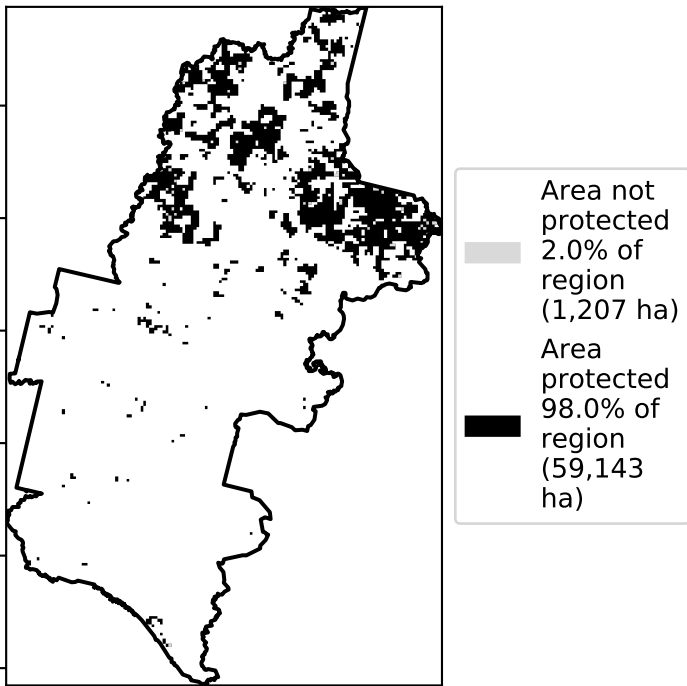 Area not
protected
2.0% of
region
(1,207 ha)
Area
protected
98.0% of
region
(59,143
ha)